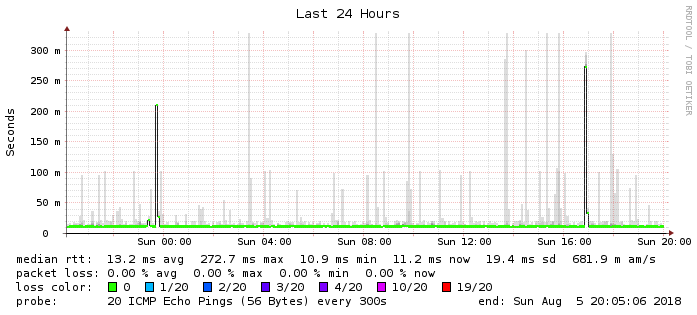 Last 24 Hours
RRDTOOL / TOBI OETIKER
Seconds
300 m
250 m
200 m
150 m
100 m
50 m
0
Sun 00:00 Sun 04:00 Sun 08:00 Sun 12:00 Sun 16:00 Sun 20:00
median rtt: 13.2 ms avg 272.7 ms max 10.9 ms min 11.2 ms now 19.4 ms sd 681.9 m am/s
packet loss: 0.00 % avg 0.00 % max 0.00 % min 0.00 % now
loss color: 0 1/20 2/20 3/20 4/20 10/20 19/20
probe: 20 ICMP Echo Pings (56 Bytes) every 300s end: Sun Aug 5 20:05:06 2018